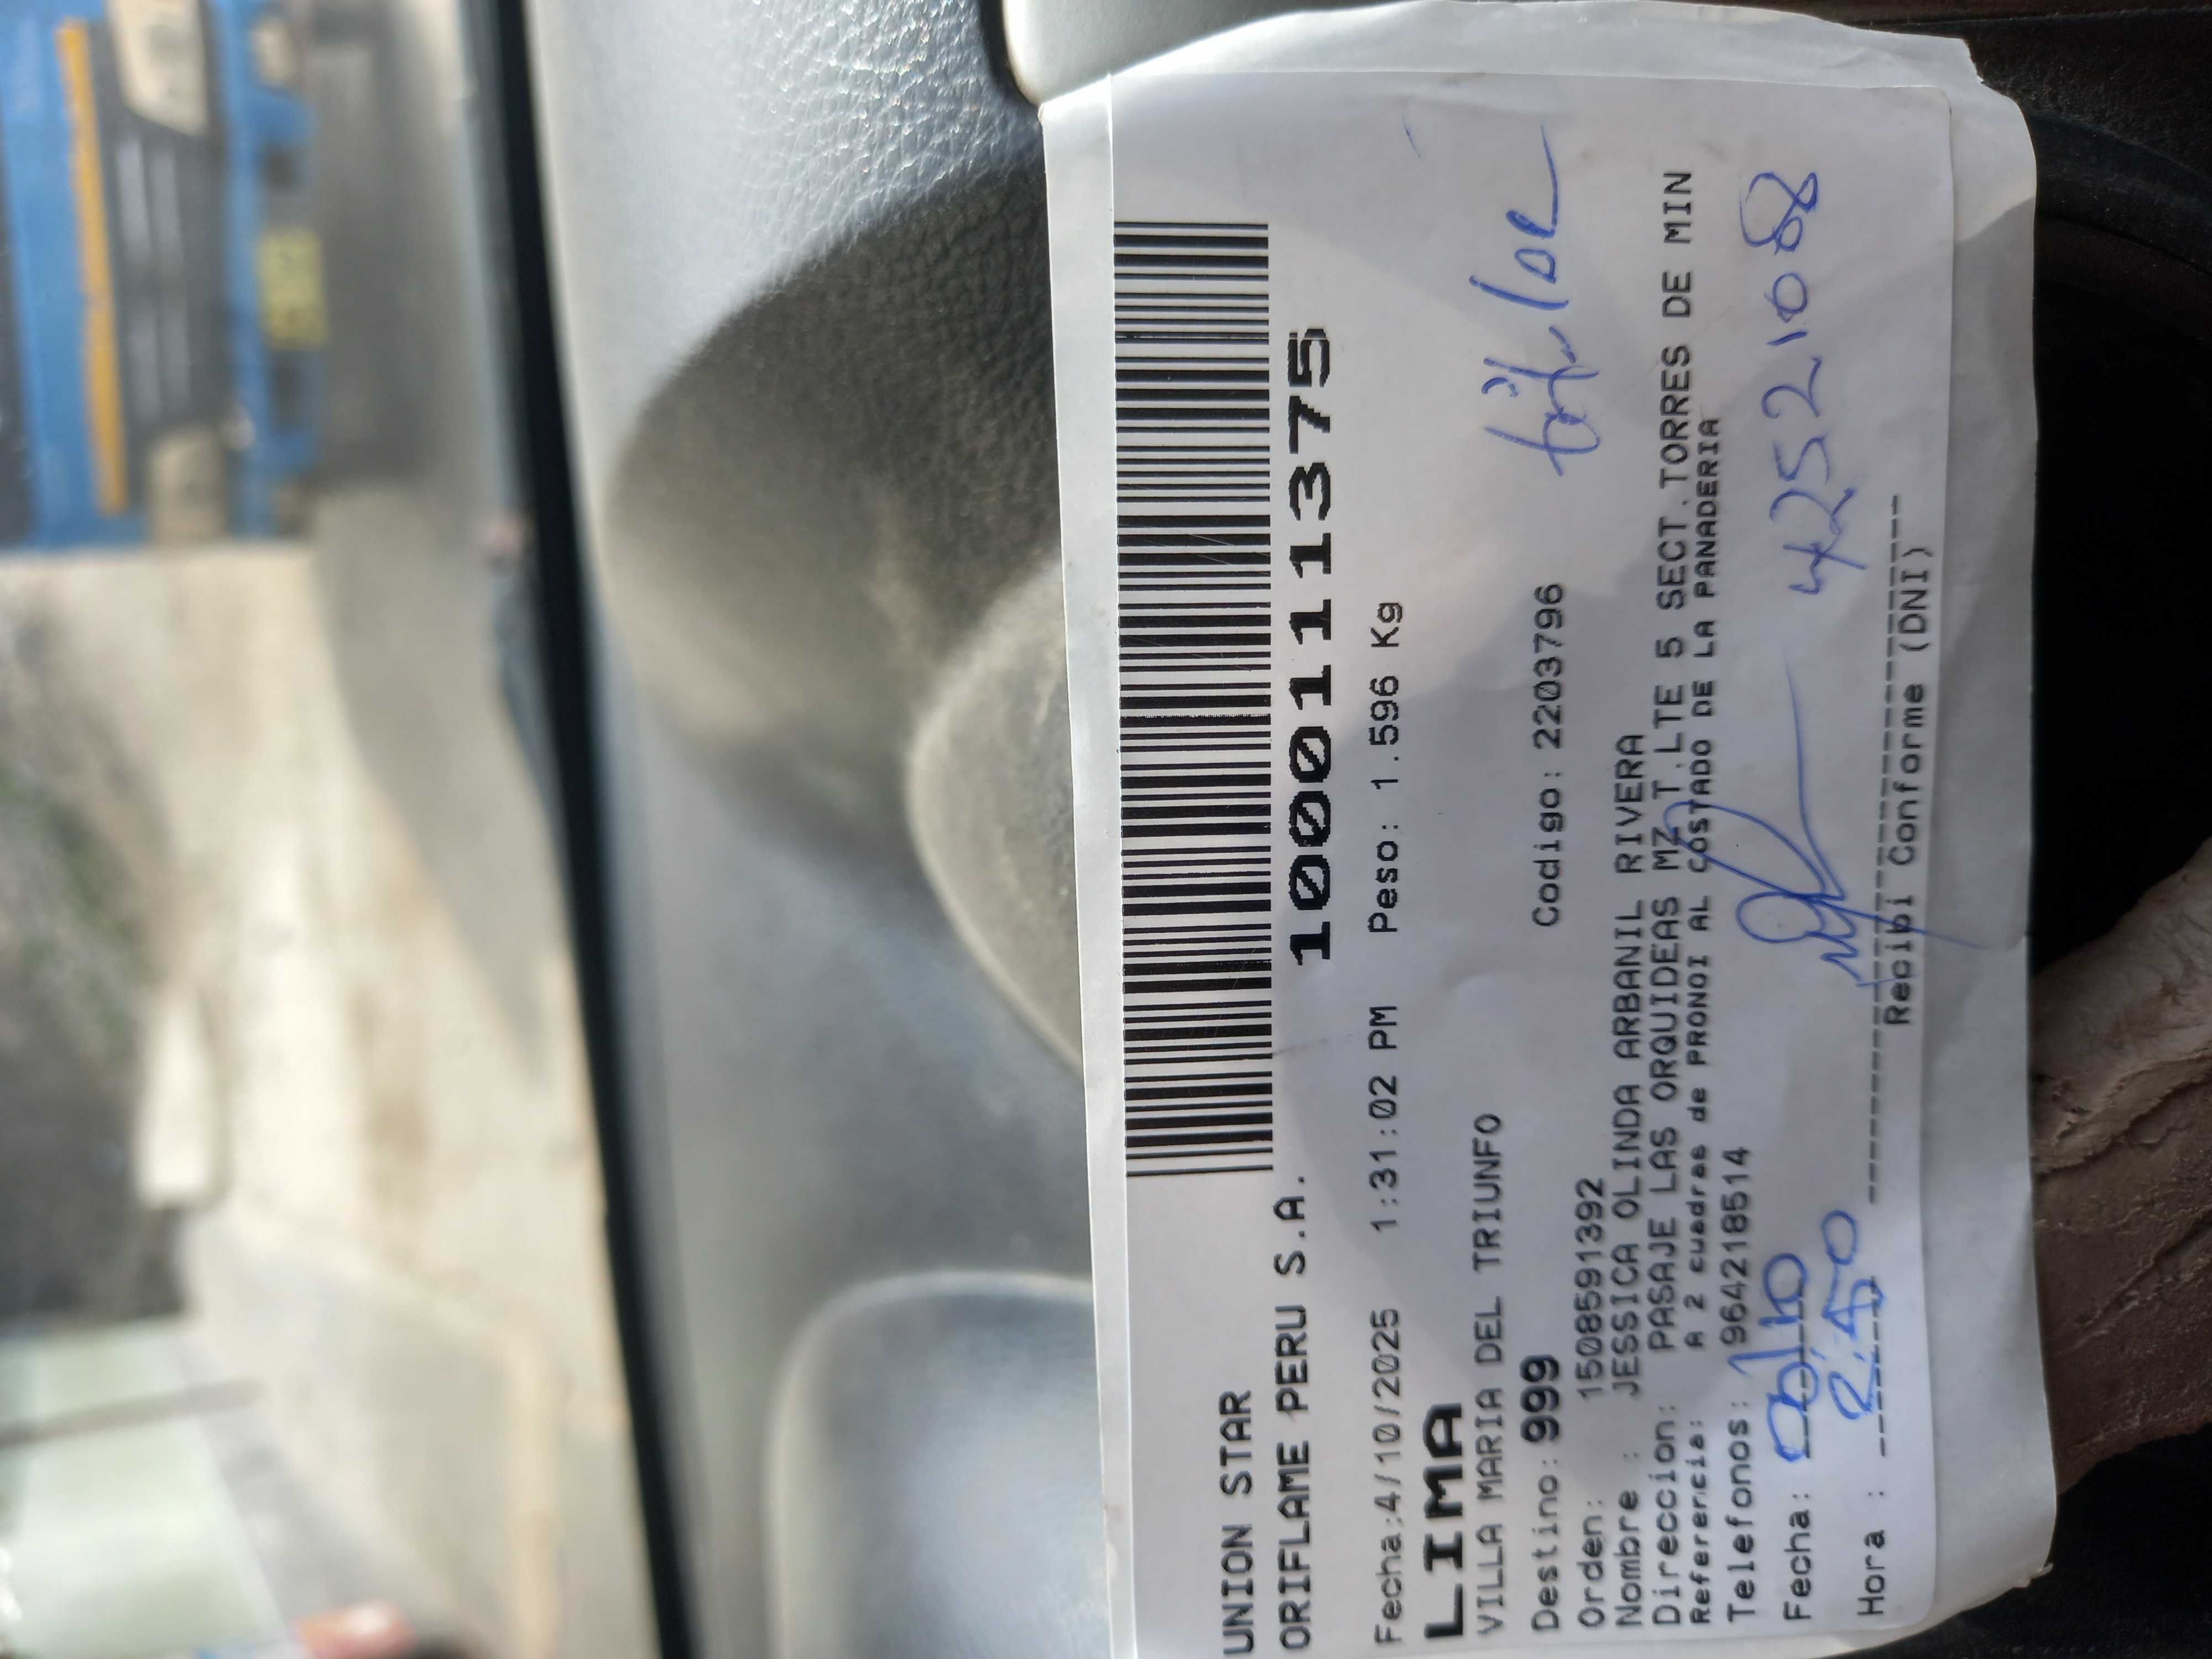 UNION STAR
ORIFLAME PERU S.A. 1000111375
Fecha:4/10/2025 1:31:02 PM Peso: 1.596 Kg
LIMA
VILLA MARIA DEL TRIUNFO
Destino: 999 Codigo: 2203796
Orden: 1508591392
Nombre : JESSICA OLINDA ARBANIL RIVERA
Direccion: PASAJE LAS ORQUIDEAS MZ T.LTE 5 SECT.TORRES DE MIN
Referencia: A 2 cuadras de PRONOI AL COSTADO DE LA PANADERIA
Telefonos: 964218514
Fecha: 42521088
Hora :
Recibi Conforme (DNI)